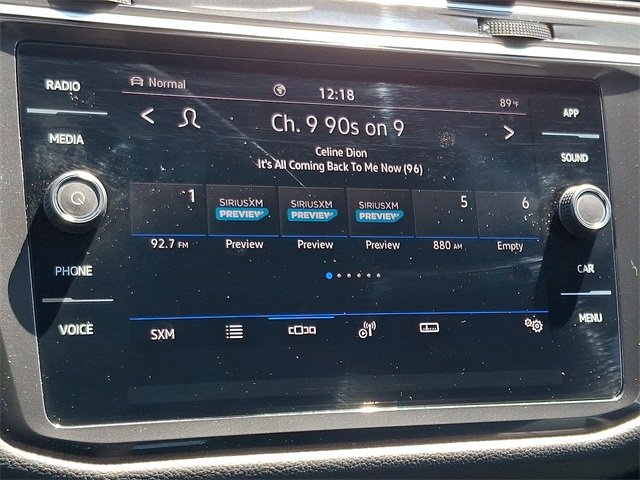 RADIO
MEDIA
PHONE
VOICE
Normal
12:18
89 °F
< >
Ch. 9 90s on 9
Celine Dion
It's All Coming Back To Me Now (96)
1 SIRIUSXM SIRIUSXM SIRIUSXM 5 6
PREVIEW PREVIEW PREVIEW
92.7 FM Preview Preview Preview 880 AM Empty
SXM
APP
SOUND
CAR
MENU